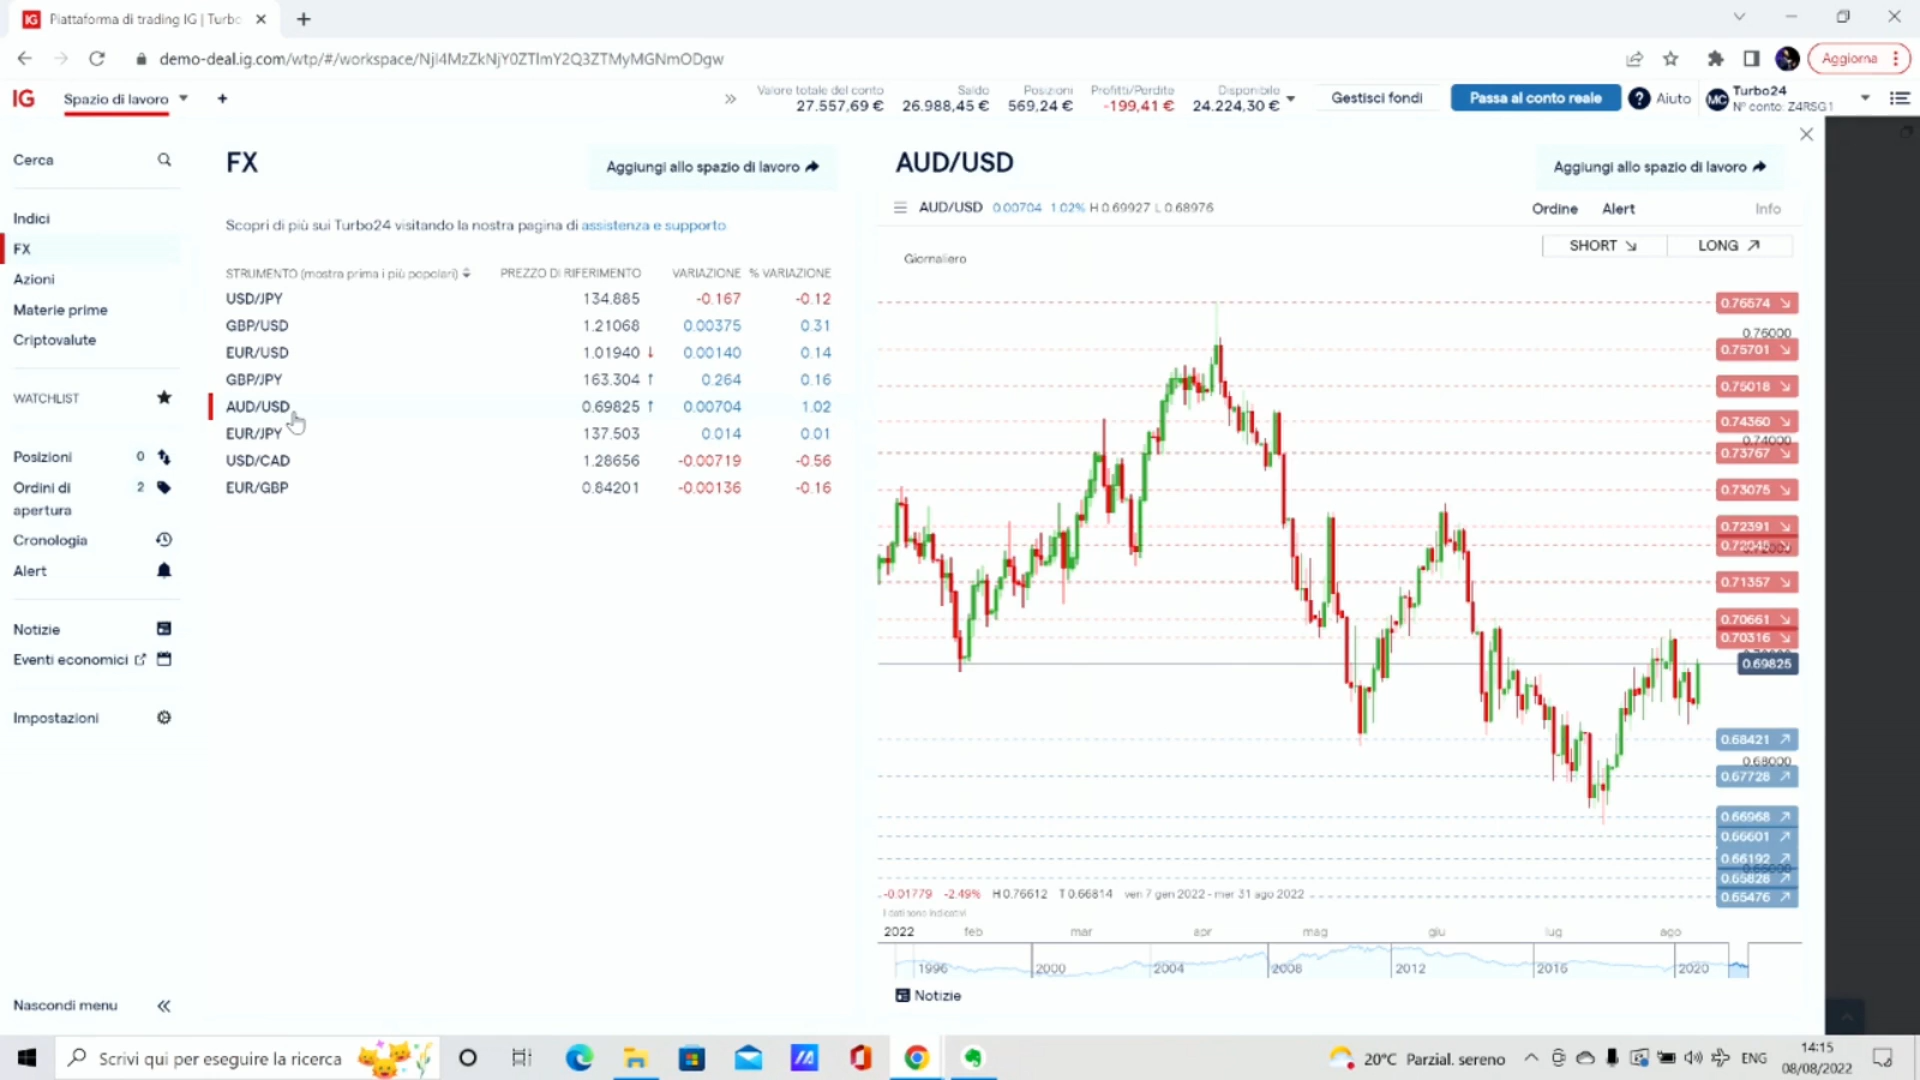 IG Piattaforma di trading IG | Turbo
demo-deal.ig.com/wtp/#/workspace/NjI4MzZkNjY0ZTImY2Q3ZTMyMGNmODgw
Aggiorna
IG
Spazio di lavoro
Valore totale del conto
27.557,69 €
Saldo
26.988,45 €
Posizioni
569,24 €
Profitti/Perdite
-199,41 €
Disponibile
24.224,30 €
Gestisci fondi
Passa al conto reale
? Aiuto
MC
Turbo24
N° conto: Z4RSG1
Cerca
Indici
FX
Azioni
Materie prime
Criptovalute
WATCHLIST
Posizioni 0
Ordini di 2
apertura
Cronologia
Alert
Notizie
Eventi economici
Impostazioni
Nascondi menu
FX
Aggiungi allo spazio di lavoro
Scopri di più sui Turbo24 visitando la nostra pagina di assistenza e supporto
STRUMENTO (mostra prima i più popolari) PREZZO DI RIFERIMENTO VARIAZIONE % VARIAZIONE
USD/JPY 134.885 -0.167 -0.12
GBP/USD 1.21068 0.00375 0.31
EUR/USD 1.01940 ↓ 0.00140 0.14
GBP/JPY 163.304 ↑ 0.264 0.16
AUD/USD 0.69825 ↑ 0.00704 1.02
EUR/JPY 137.503 0.014 0.01
USD/CAD 1.28656 -0.00719 -0.56
EUR/GBP 0.84201 -0.00136 -0.16
AUD/USD
Aggiungi allo spazio di lavoro
AUD/USD 0.00704 1.02% H 0.69927 L 0.68976
Ordine Alert Info
SHORT ↘ LONG ↗
Giornaliero
0.76574 ↘
0.76000
0.75701 ↘
0.75018 ↘
0.74360 ↘
0.74000
0.73767 ↘
0.73075 ↘
0.72391 ↘
0.71357 ↘
0.70661 ↘
0.70316 ↘
0.69825
0.68421 ↗
0.68000
0.67728 ↗
0.66968 ↗
0.66601 ↗
0.66192 ↗
0.65828 ↗
0.65476 ↗
-0.01779 -2.49% H 0.76612 T 0.66814 ven 7 gen 2022 - mer 31 ago 2022
I dati sono indicativi
2022 feb mar apr mag giu lug ago
1996 2000 2004 2008 2012 2016 2020
Notizie
Scrivi qui per eseguire la ricerca
20°C Parzial. sereno
ENG
14:15
08/08/2022